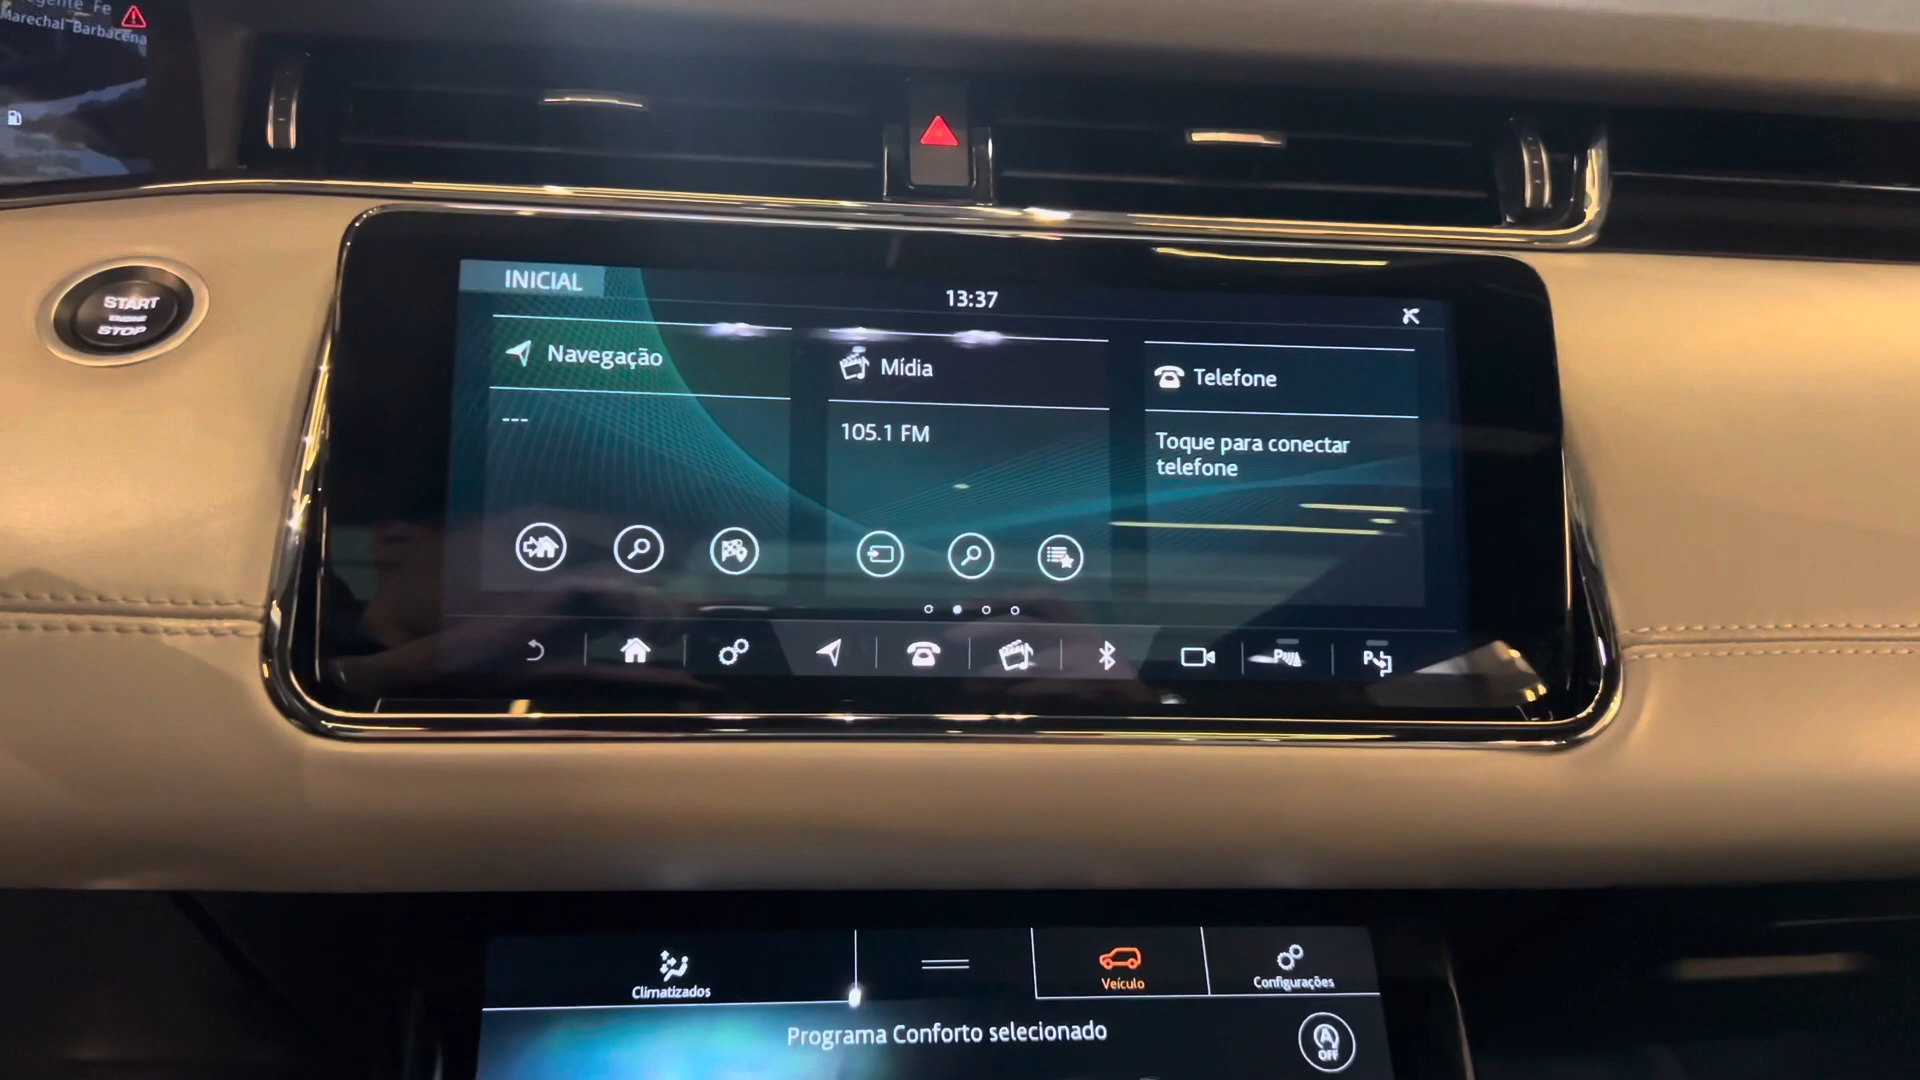 Marechal Barbacena
START
ENGINE
STOP
INICIAL
13:37
Navegação
---
Mídia
105.1 FM
Telefone
Toque para conectar
telefone
Climatizados
Veículo
Configurações
Programa Conforto selecionado
A
OFF